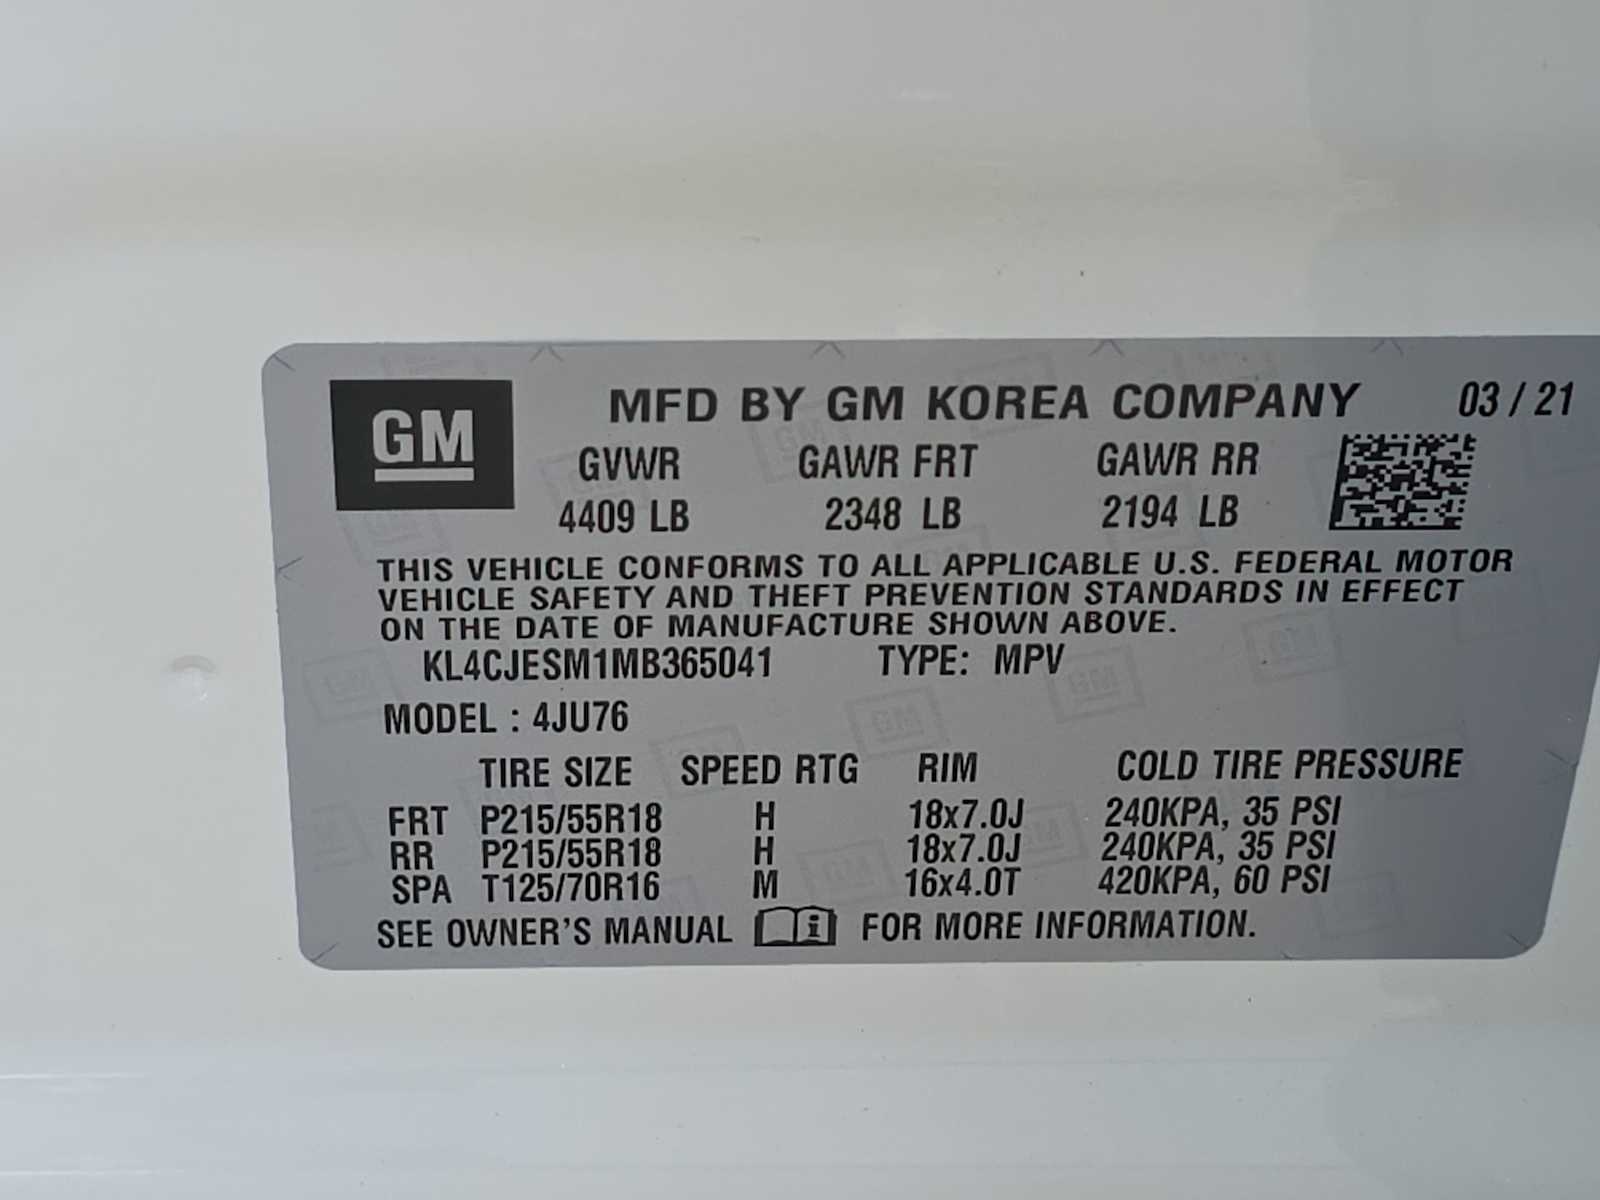 GM
MFD BY GM KOREA COMPANY 03 / 21
GVWR GAWR FRT GAWR RR
4409 LB 2348 LB 2194 LB
THIS VEHICLE CONFORMS TO ALL APPLICABLE U.S. FEDERAL MOTOR
VEHICLE SAFETY AND THEFT PREVENTION STANDARDS IN EFFECT
ON THE DATE OF MANUFACTURE SHOWN ABOVE.
KL4CJESM1MB365041 TYPE: MPV
MODEL : 4JU76
TIRE SIZE SPEED RTG RIM COLD TIRE PRESSURE
FRT P215/55R18 H 18x7.0J 240KPA, 35 PSI
RR P215/55R18 H 18x7.0J 240KPA, 35 PSI
SPA T125/70R16 M 16x4.0T 420KPA, 60 PSI
SEE OWNER'S MANUAL i FOR MORE INFORMATION.